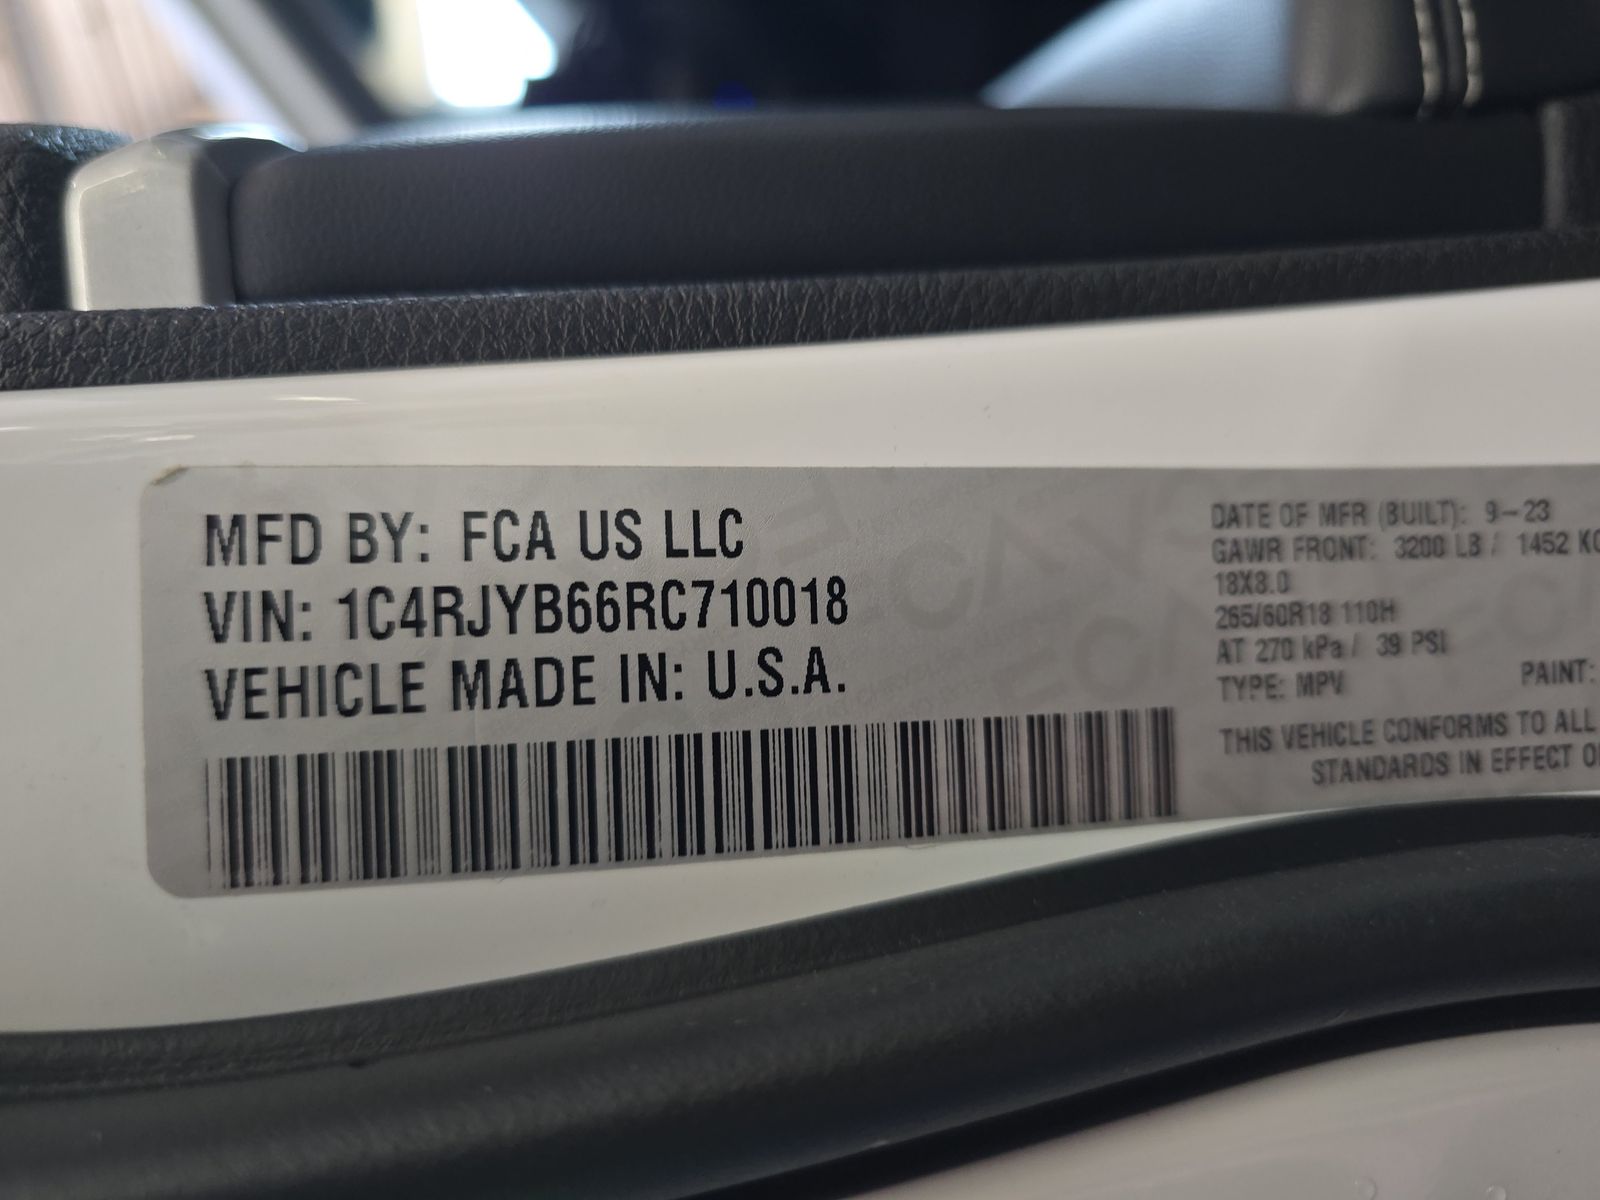 MFD BY: FCA US LLC
VIN: 1C4RJYB66RC710018
VEHICLE MADE IN: U.S.A.
DATE OF MFR (BUILT): 9-23
GAWR FRONT: 3200 LB / 1452 KG
18X8.0
265/60R18 110H
AT 270 kPa / 39 PSI
TYPE: MPV PAINT:
THIS VEHICLE CONFORMS TO ALL
STANDARDS IN EFFECT